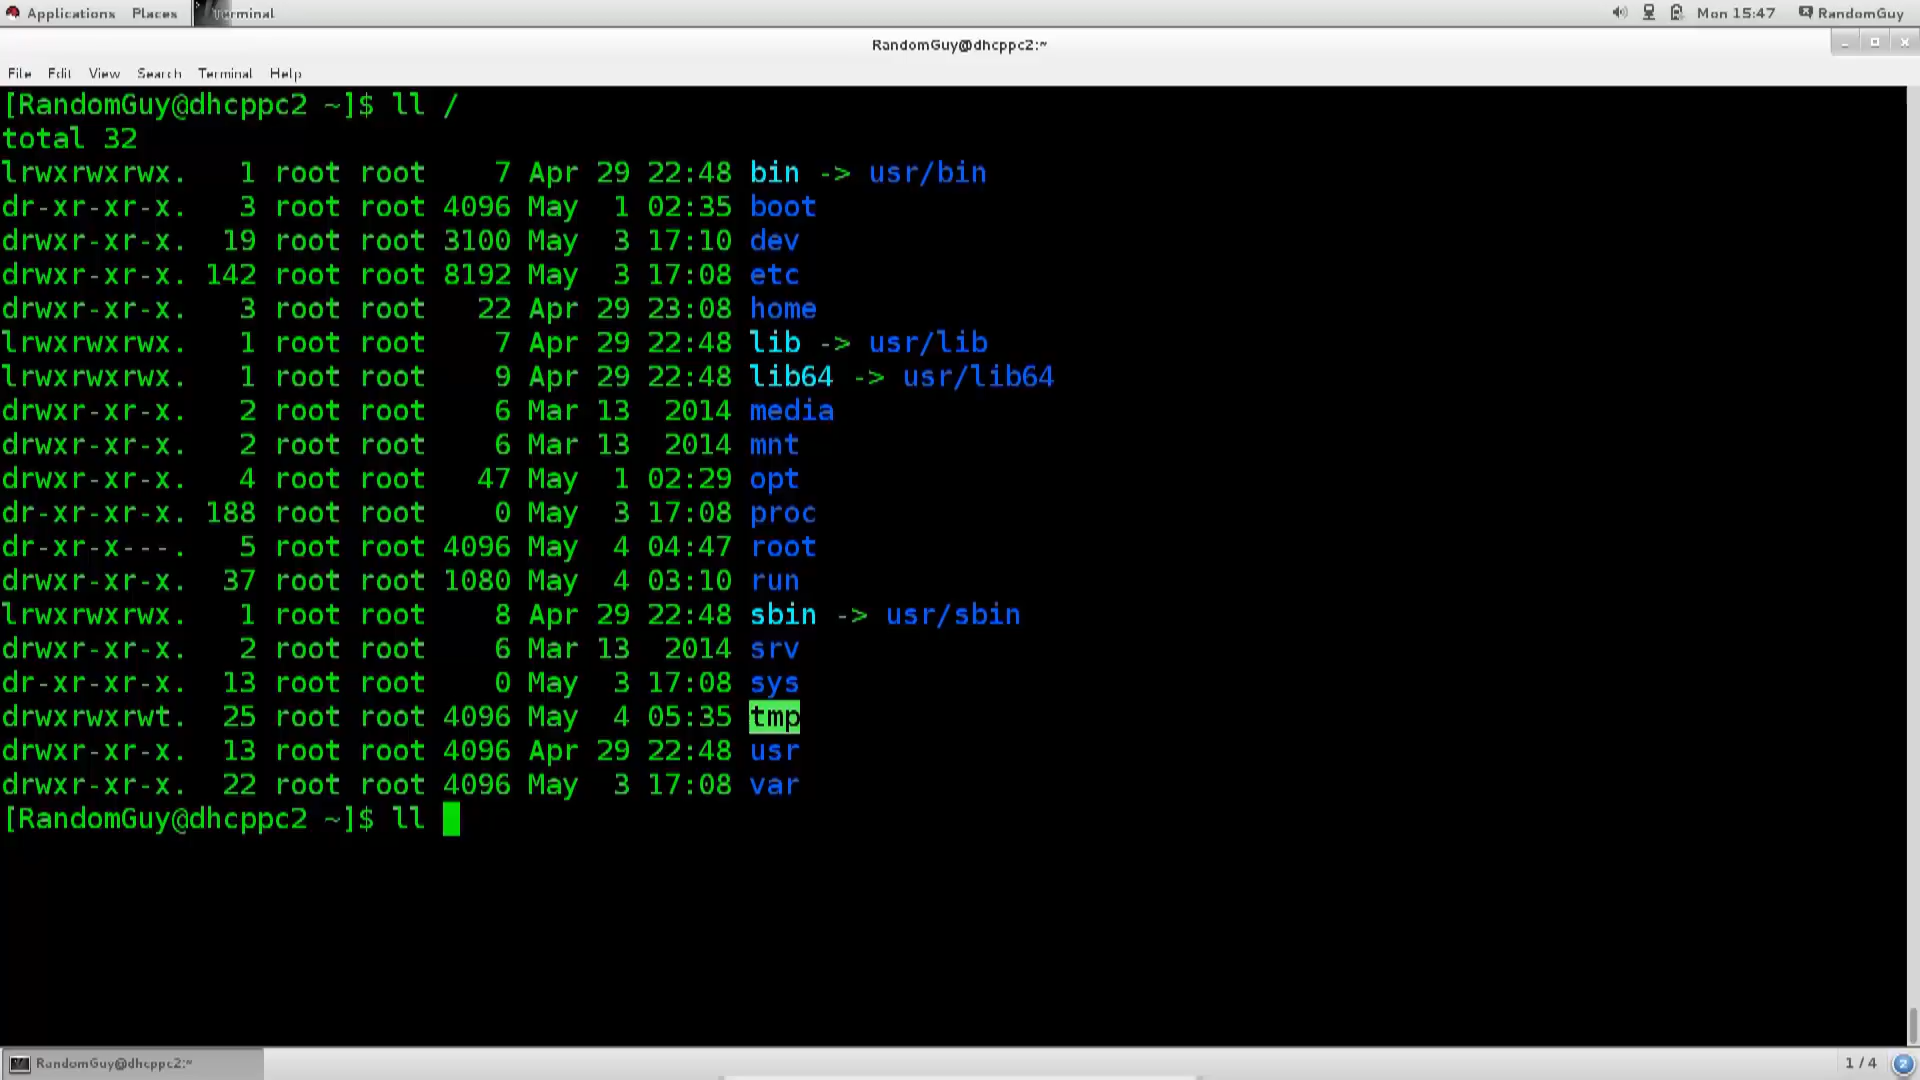 Applications Places Terminal Mon 15:47 RandomGuy
RandomGuy@dhcppc2:~
File Edit View Search Terminal Help
[RandomGuy@dhcppc2 ~]$ ll /
total 32
lrwxrwxrwx. 1 root root 7 Apr 29 22:48 bin -> usr/bin
dr-xr-xr-x. 3 root root 4096 May 1 02:35 boot
drwxr-xr-x. 19 root root 3100 May 3 17:10 dev
drwxr-xr-x. 142 root root 8192 May 3 17:08 etc
drwxr-xr-x. 3 root root 22 Apr 29 23:08 home
lrwxrwxrwx. 1 root root 7 Apr 29 22:48 lib -> usr/lib
lrwxrwxrwx. 1 root root 9 Apr 29 22:48 lib64 -> usr/lib64
drwxr-xr-x. 2 root root 6 Mar 13 2014 media
drwxr-xr-x. 2 root root 6 Mar 13 2014 mnt
drwxr-xr-x. 4 root root 47 May 1 02:29 opt
dr-xr-xr-x. 188 root root 0 May 3 17:08 proc
dr-xr-x---. 5 root root 4096 May 4 04:47 root
drwxr-xr-x. 37 root root 1080 May 4 03:10 run
lrwxrwxrwx. 1 root root 8 Apr 29 22:48 sbin -> usr/sbin
drwxr-xr-x. 2 root root 6 Mar 13 2014 srv
dr-xr-xr-x. 13 root root 0 May 3 17:08 sys
drwxrwxrwt. 25 root root 4096 May 4 05:35 tmp
drwxr-xr-x. 13 root root 4096 Apr 29 22:48 usr
drwxr-xr-x. 22 root root 4096 May 3 17:08 var
[RandomGuy@dhcppc2 ~]$ ll
RandomGuy@dhcppc2:~ 1 / 4 2